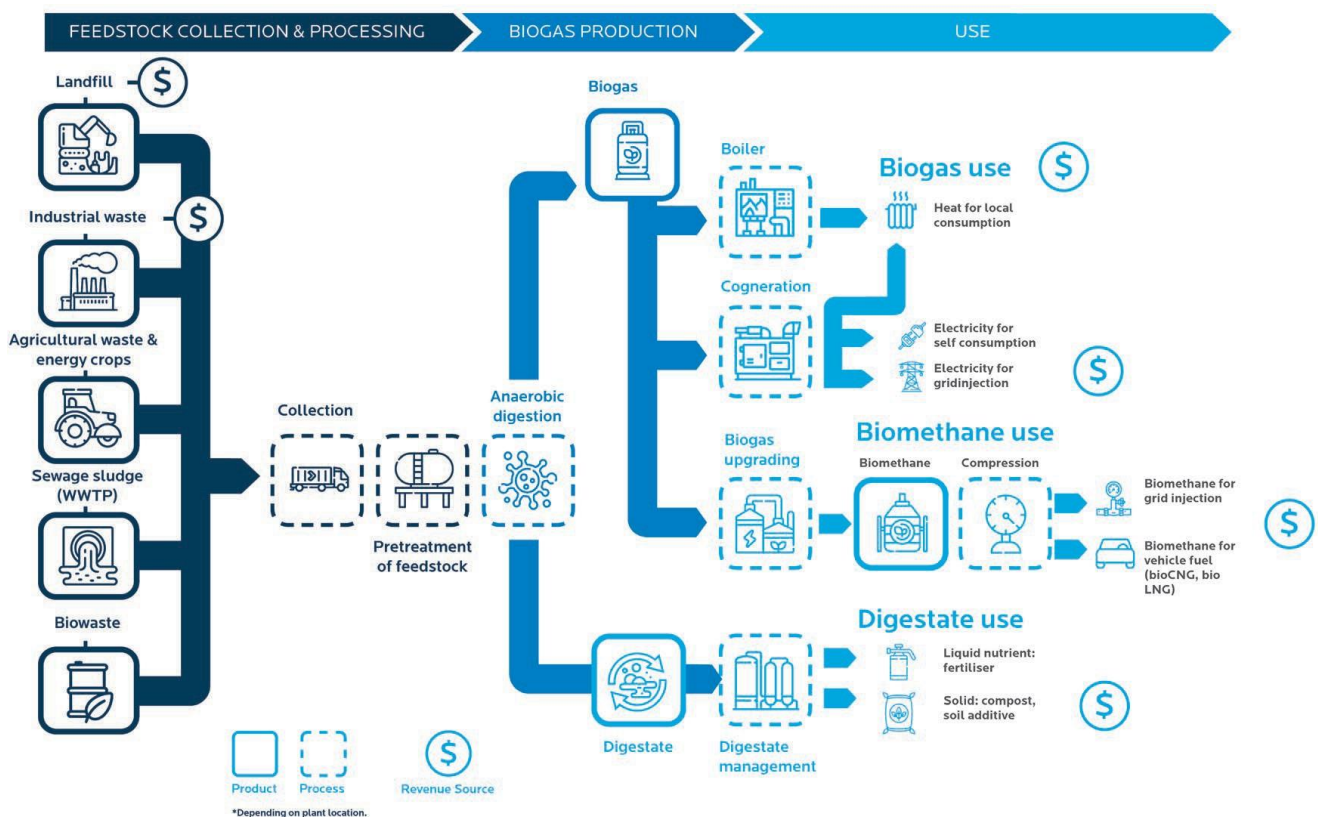 FEEDSTOCK COLLECTION & PROCESSING
BIOGAS PRODUCTION
USE
Landfill
$
Industrial waste
$
Agricultural waste &
energy crops
Sewage sludge
(WWTP)
Biowaste
Collection
Pretreatment
of feedstock
Anaerobic
digestion
Biogas
Boiler
Biogas use
$
Heat for local
consumption
Cogneration
Electricity for
self consumption
Electricity for
gridinjection
$
Biogas
upgrading
Biomethane use
Biomethane
Compression
Biomethane for
grid injection
Biomethane for
vehicle fuel
(bioCNG, bio
LNG)
$
Digestate
Digestate
management
Digestate use
Liquid nutrient:
fertiliser
Solid: compost,
soil additive
$
Product
Process
$
Revenue Source
*Depending on plant location.